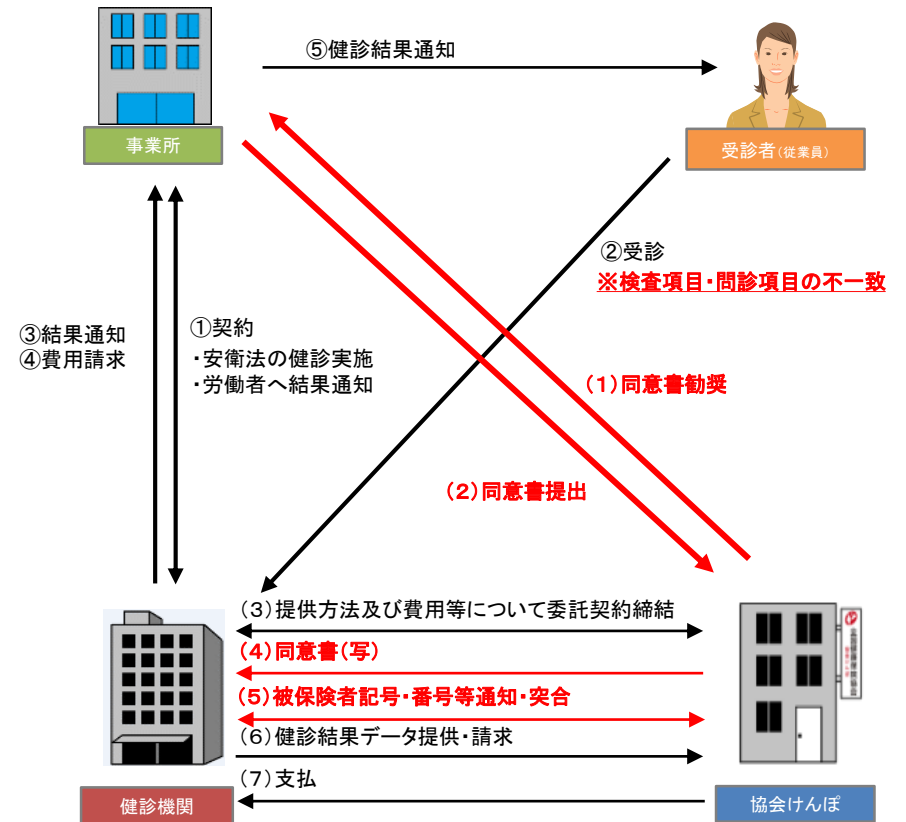 ⑤健診結果通知
事業所
受診者(従業員)
②受診
※検査項目・問診項目の不一致
③結果通知
④費用請求
①契約
・安衛法の健診実施
・労働者へ結果通知
(1)同意書勧奨
(2)同意書提出
(3)提供方法及び費用等について委託契約締結
(4)同意書(写)
(5)被保険者記号・番号等通知・突合
(6)健診結果データ提供・請求
(7)支払
健診機関
協会けんぽ